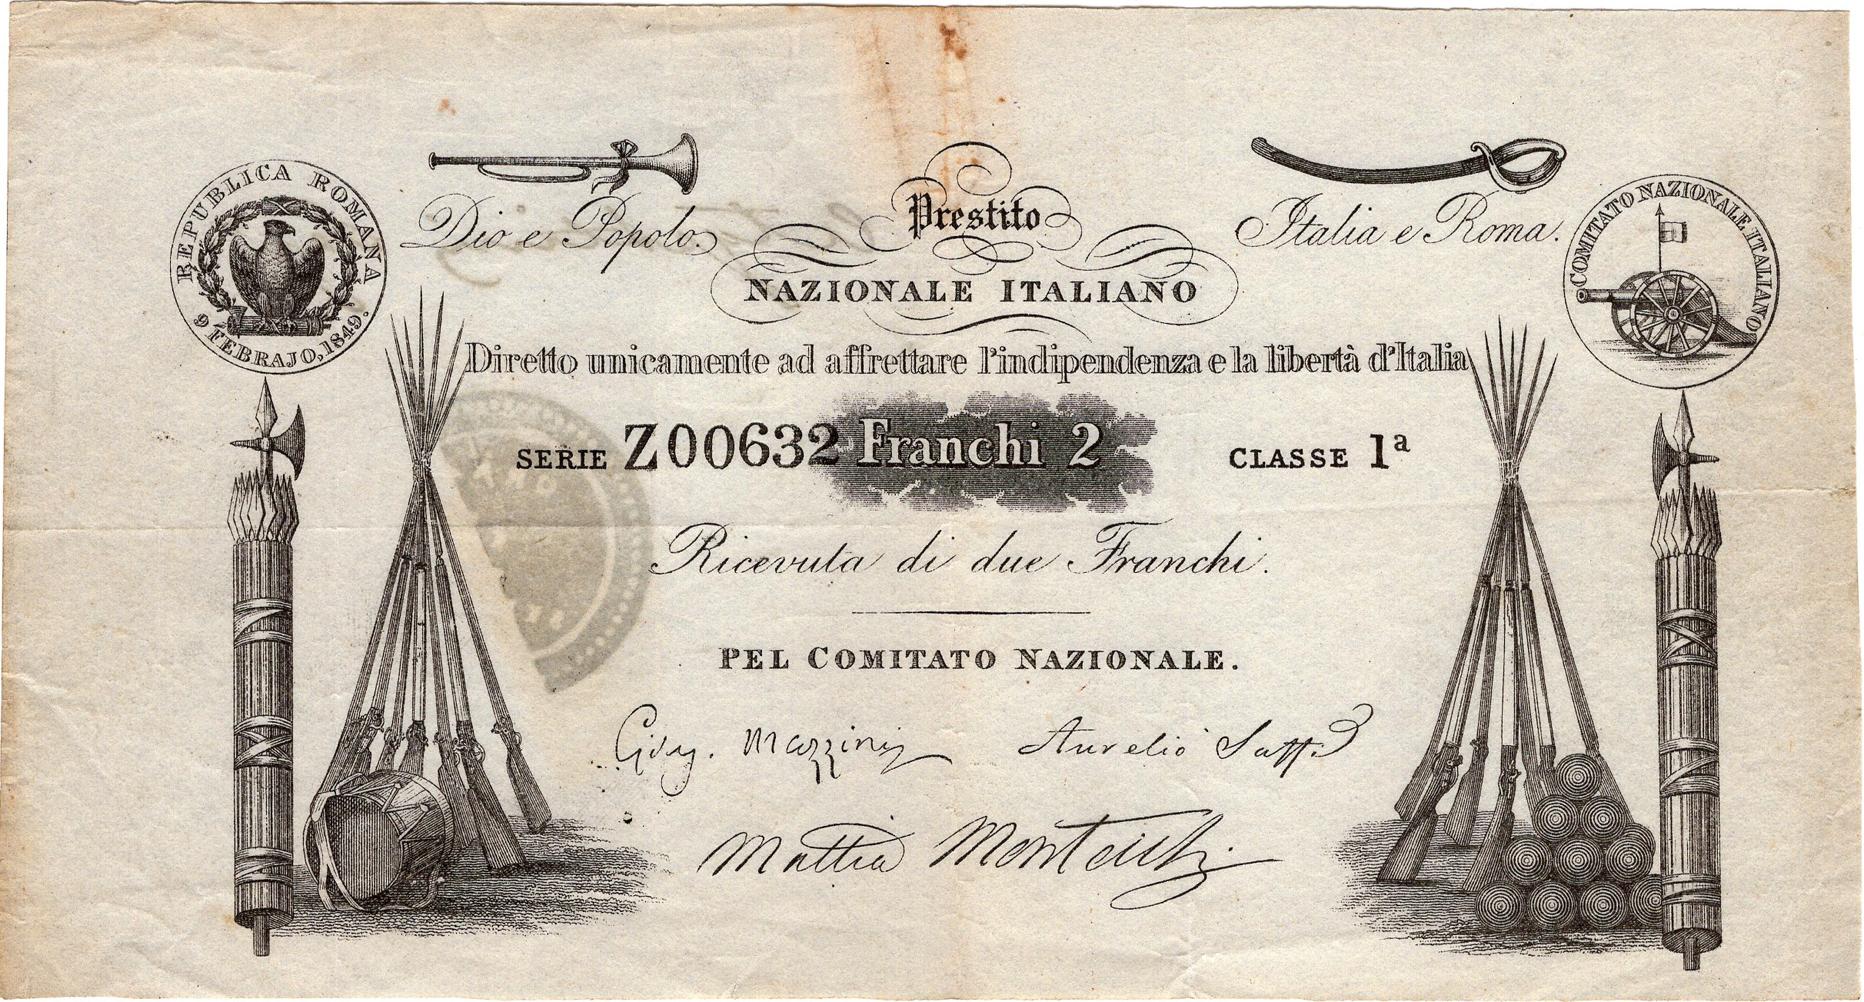 REPUBLICA ROMANA
9 FEBRAJO, 1849.
Dio e Popolo.
Prestito
NAZIONALE ITALIANO
Italia e Roma.
COMITATO NAZIONALE ITALIANO
Diretto unicamente ad affrettare l'indipendenza e la libertà d'Italia
SERIE Z00632 Franchi 2 CLASSE 1ª
Ricevuta di due Franchi.
PEL COMITATO NAZIONALE.
Mazzini Aurelio Saffi
Mattia Montecchi